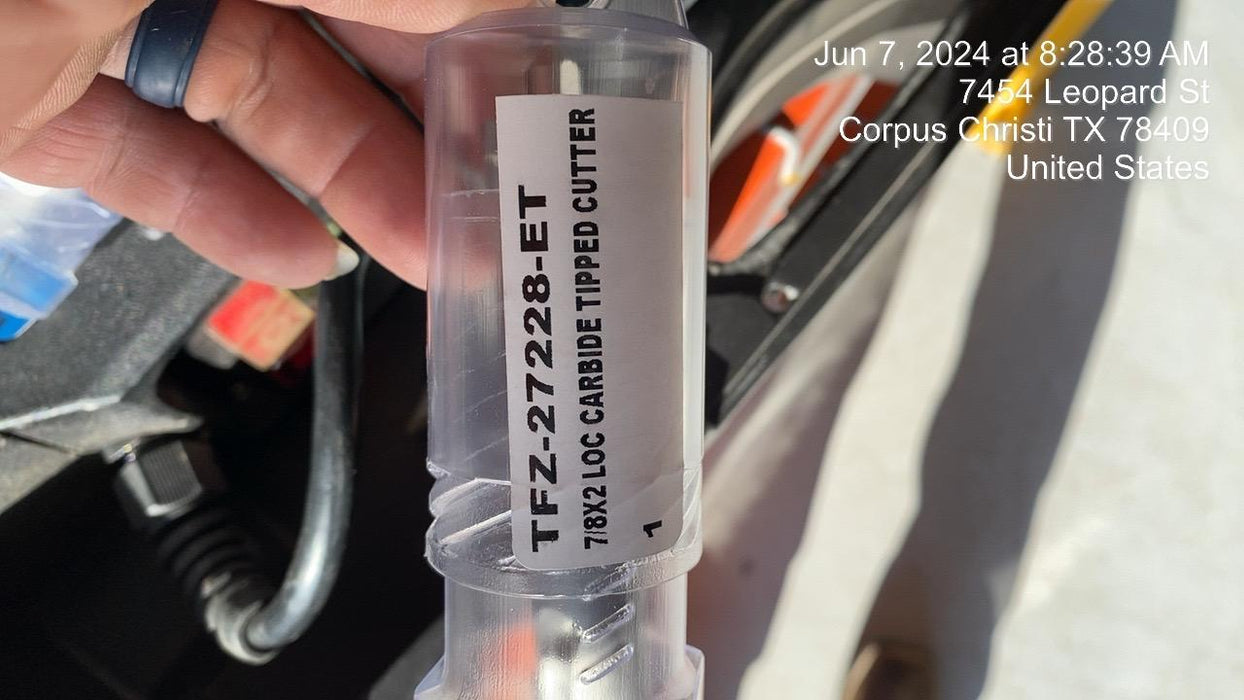 Jun 7, 2024 at 8:28:39 AM
7454 Leopard St
Corpus Christi TX 78409
United States
TFZ-27228-ET
7/8X2 LOC CARBIDE TIPPED CUTTER
1